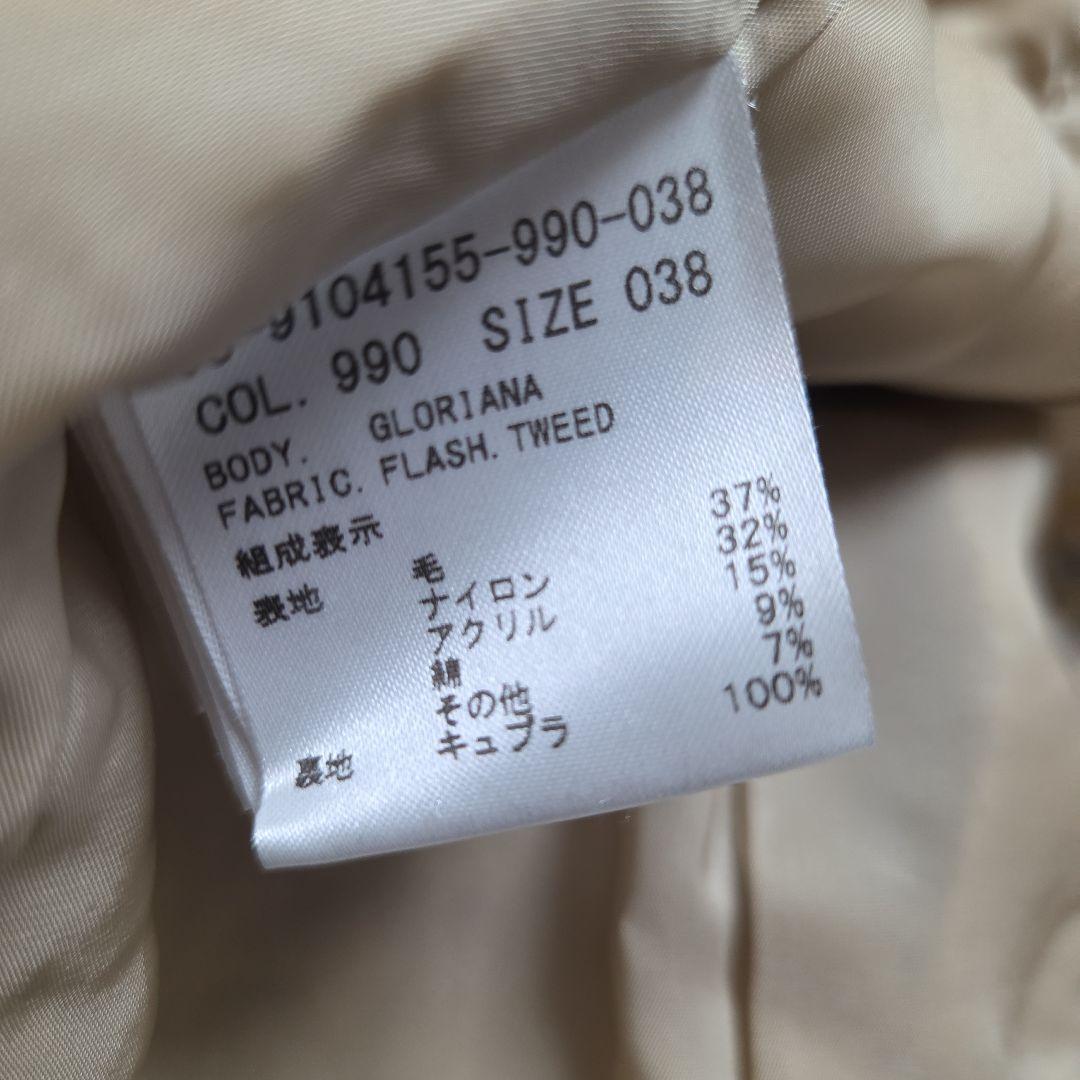 -9104155-990-038
COL. 990 SIZE 038
BODY. GLORIANA
FABRIC. FLASH.TWEED
組成表示
表地 毛 37%
ナイロン 32%
アクリル 15%
綿 9%
その他 7%
裏地 キュプラ 100%